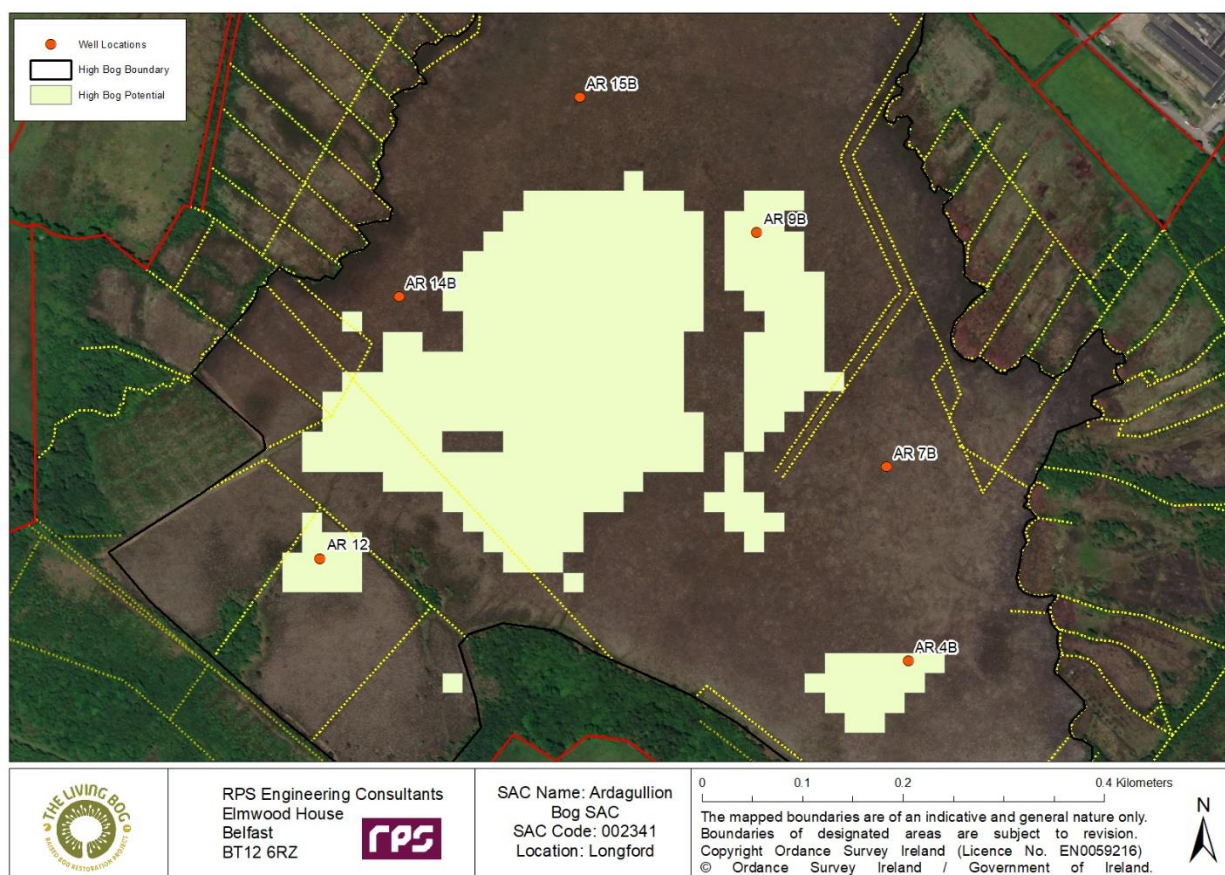 Well Locations
High Bog Boundary
High Bog Potential
AR 15B
AR 9B
AR 14B
AR 7B
AR 12
AR 4B
THE LIVING BOG
RAISED BOG RESTORATION PROJECT
RPS Engineering Consultants
Elmwood House
Belfast
BT12 6RZ
rps
SAC Name: Ardagullion
Bog SAC
SAC Code: 002341
Location: Longford
0 0.1 0.2 0.4 Kilometers
The mapped boundaries are of an indicative and general nature only.
Boundaries of designated areas are subject to revision.
Copyright Ordance Survey Ireland (Licence No. EN0059216)
© Ordance Survey Ireland / Government of Ireland.
N